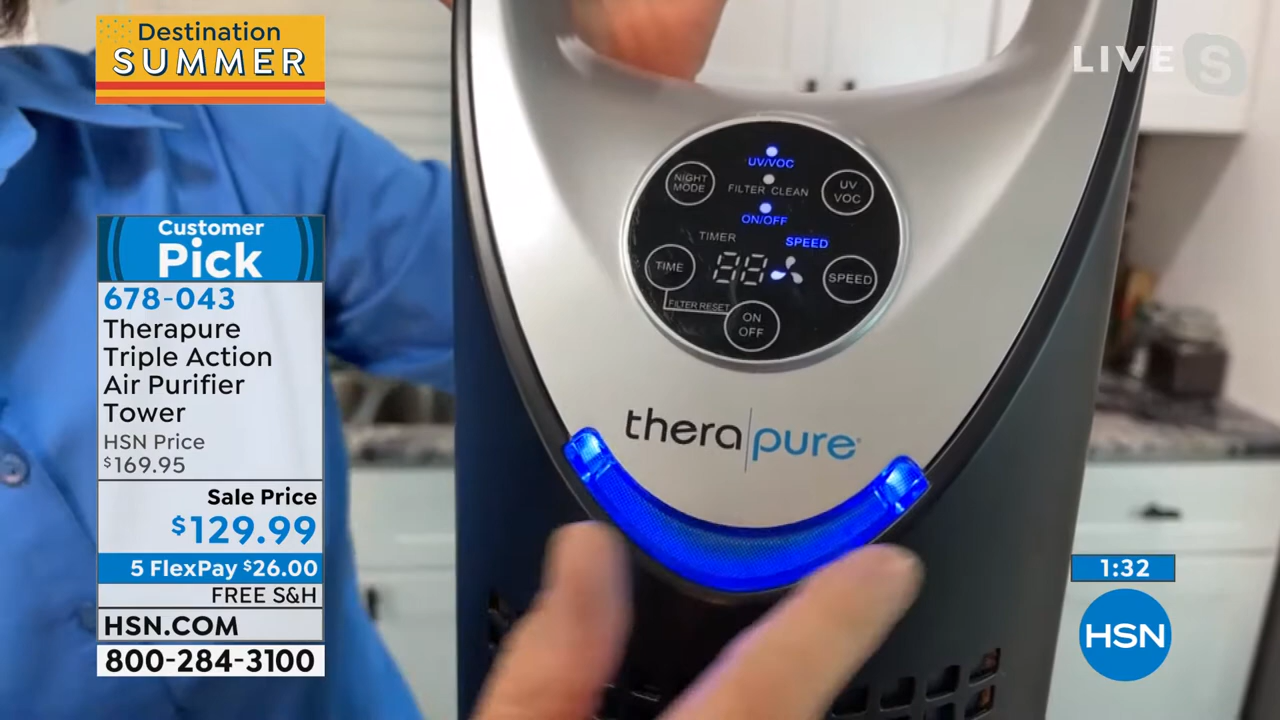 Destination
SUMMER
LIVE S
Customer
Pick
678-043
Therapure
Triple Action
Air Purifier
Tower
HSN Price
$169.95
Sale Price
$129.99
5 FlexPay $26.00
FREE S&H
HSN.COM
800-284-3100
UV/VOC
NIGHT
MODE
FILTER CLEAN
UV
VOC
ON/OFF
TIMER
SPEED
TIME
88
SPEED
FILTER RESET
ON
OFF
thera|pure
1:32
HSN